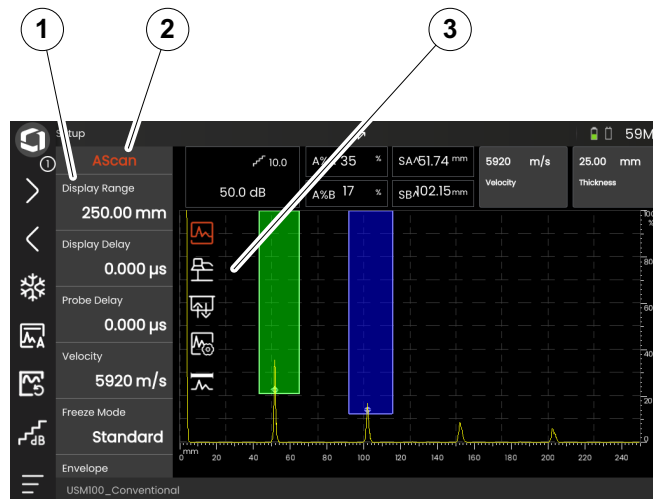 1 2 3
Setup
59M
1 AScan
10.0 A% 35 % SA 51.74 mm 5920 m/s 25.00 mm
Display Range
50.0 dB A%B 17 % SB 102.15 mm Velocity Thickness
250.00 mm
Display Delay
0.000 µs
Probe Delay
0.000 µs
Velocity
5920 m/s
Freeze Mode
Standard
Envelope
A
dB
100
%
80
60
40
20
0
mm
0 20 40 60 80 100 120 140 160 180 200 220 240
USM100_Conventional